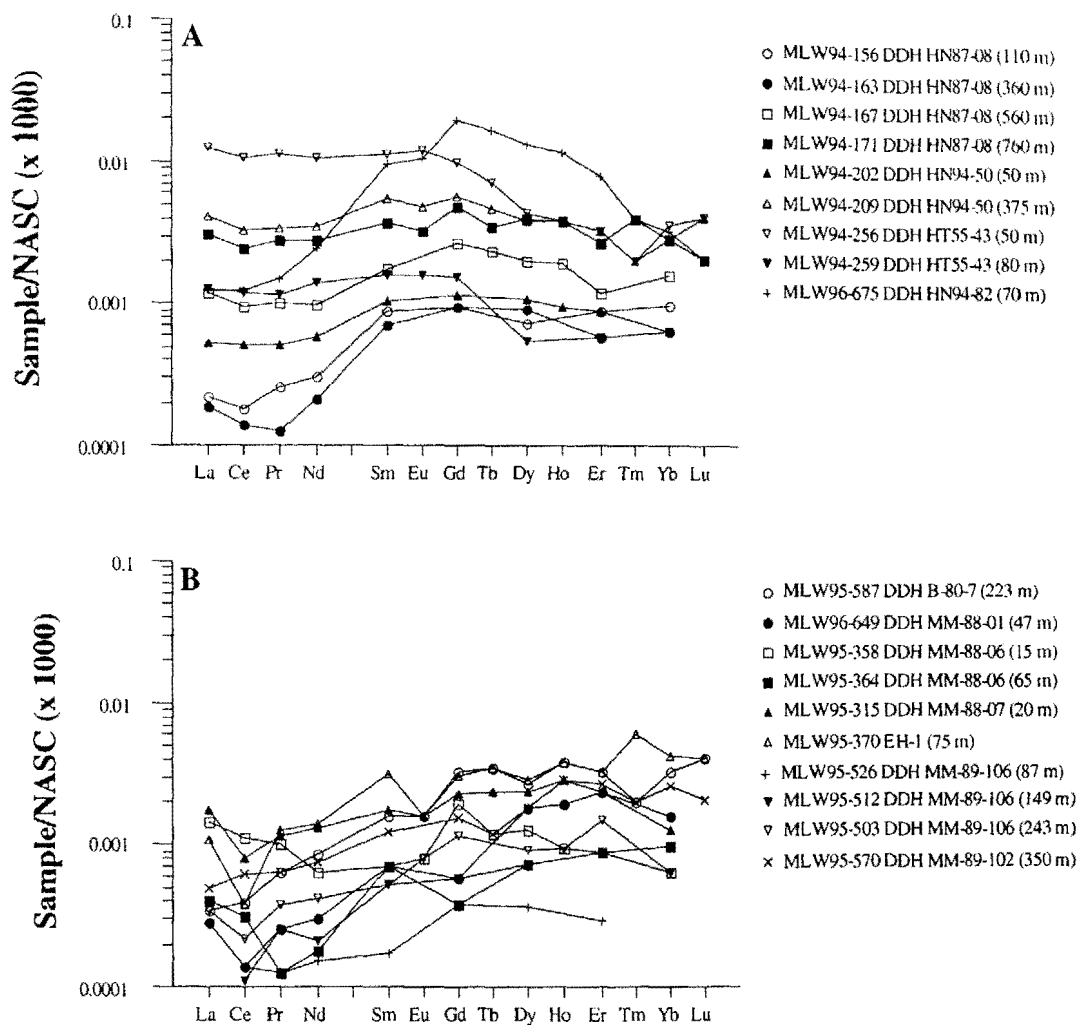 A
Sample/NASC (x 1000)
0.1
0.01
0.001
0.0001
La Ce Pr Nd Sm Eu Gd Tb Dy Ho Er Tm Yb Lu
MLW94-156 DDH HN87-08 (110 m)
MLW94-163 DDH HN87-08 (360 m)
MLW94-167 DDH HN87-08 (560 m)
MLW94-171 DDH HN87-08 (760 m)
MLW94-202 DDH HN94-50 (50 m)
MLW94-209 DDH HN94-50 (375 m)
MLW94-256 DDH HT55-43 (50 m)
MLW94-259 DDH HT55-43 (80 m)
MLW96-675 DDH HN94-82 (70 m)
B
Sample/NASC (x 1000)
0.1
0.01
0.001
0.0001
La Ce Pr Nd Sm Eu Gd Tb Dy Ho Er Tm Yb Lu
MLW95-587 DDH B-80-7 (223 m)
MLW96-649 DDH MM-88-01 (47 m)
MLW95-358 DDH MM-88-06 (15 m)
MLW95-364 DDH MM-88-06 (65 m)
MLW95-315 DDH MM-88-07 (20 m)
MLW95-370 EH-1 (75 m)
MLW95-526 DDH MM-89-106 (87 m)
MLW95-512 DDH MM-89-106 (149 m)
MLW95-503 DDH MM-89-106 (243 m)
MLW95-570 DDH MM-89-102 (350 m)